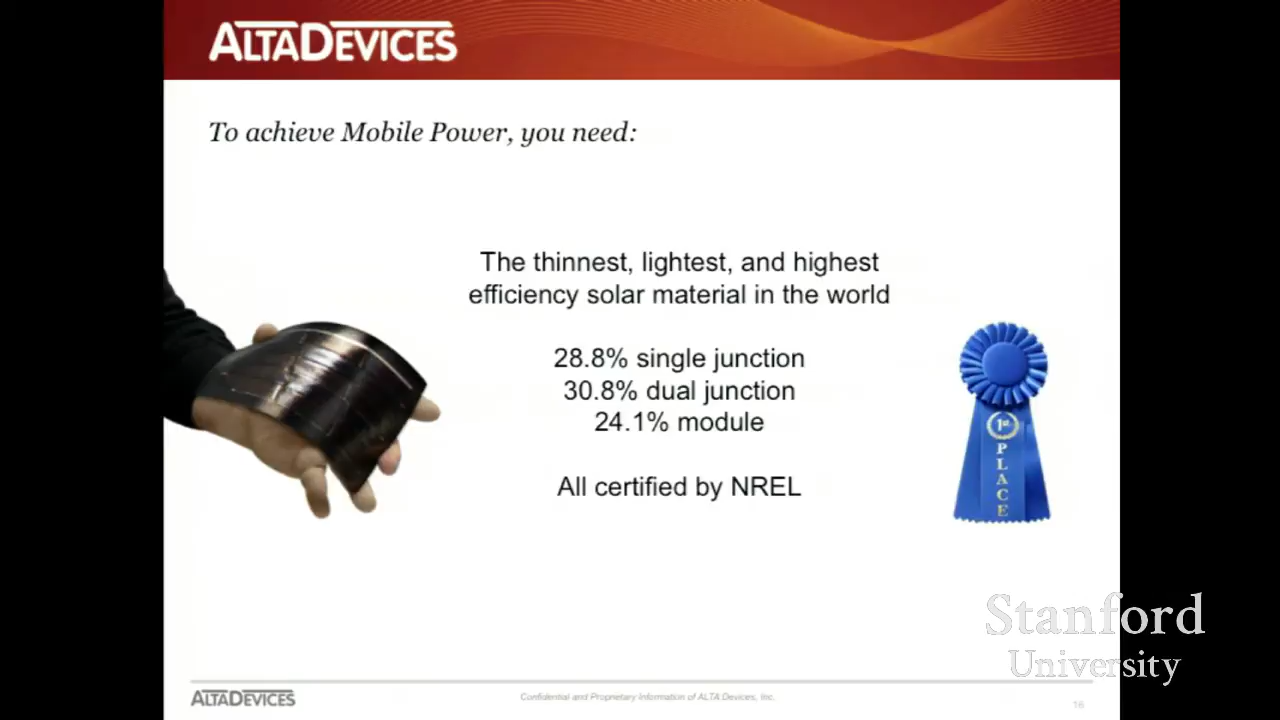 ALTADEVICES
To achieve Mobile Power, you need:
The thinnest, lightest, and highest
efficiency solar material in the world
28.8% single junction
30.8% dual junction
24.1% module
All certified by NREL
1st
PLACE
Stanford
University
ALTADEVICES
Confidential and Proprietary Information of ALTA Devices, Inc.
16